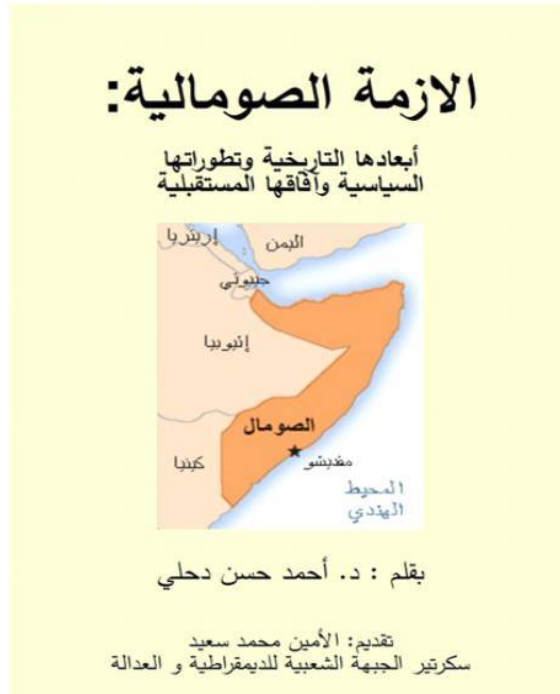 الازمة الصومالية:
أبعادها التاريخية وتطوراتها
السياسية وآفاقها المستقبلية
إريتريا
اليمن
جيبوتي
إثيوبيا
الصومال
مقديشو
كينيا
المحيط
الهندي
بقلم : د. أحمد حسن دحلي
تقديم: الأمين محمد سعيد
سكرتير الجبهة الشعبية للديمقراطية و العدالة